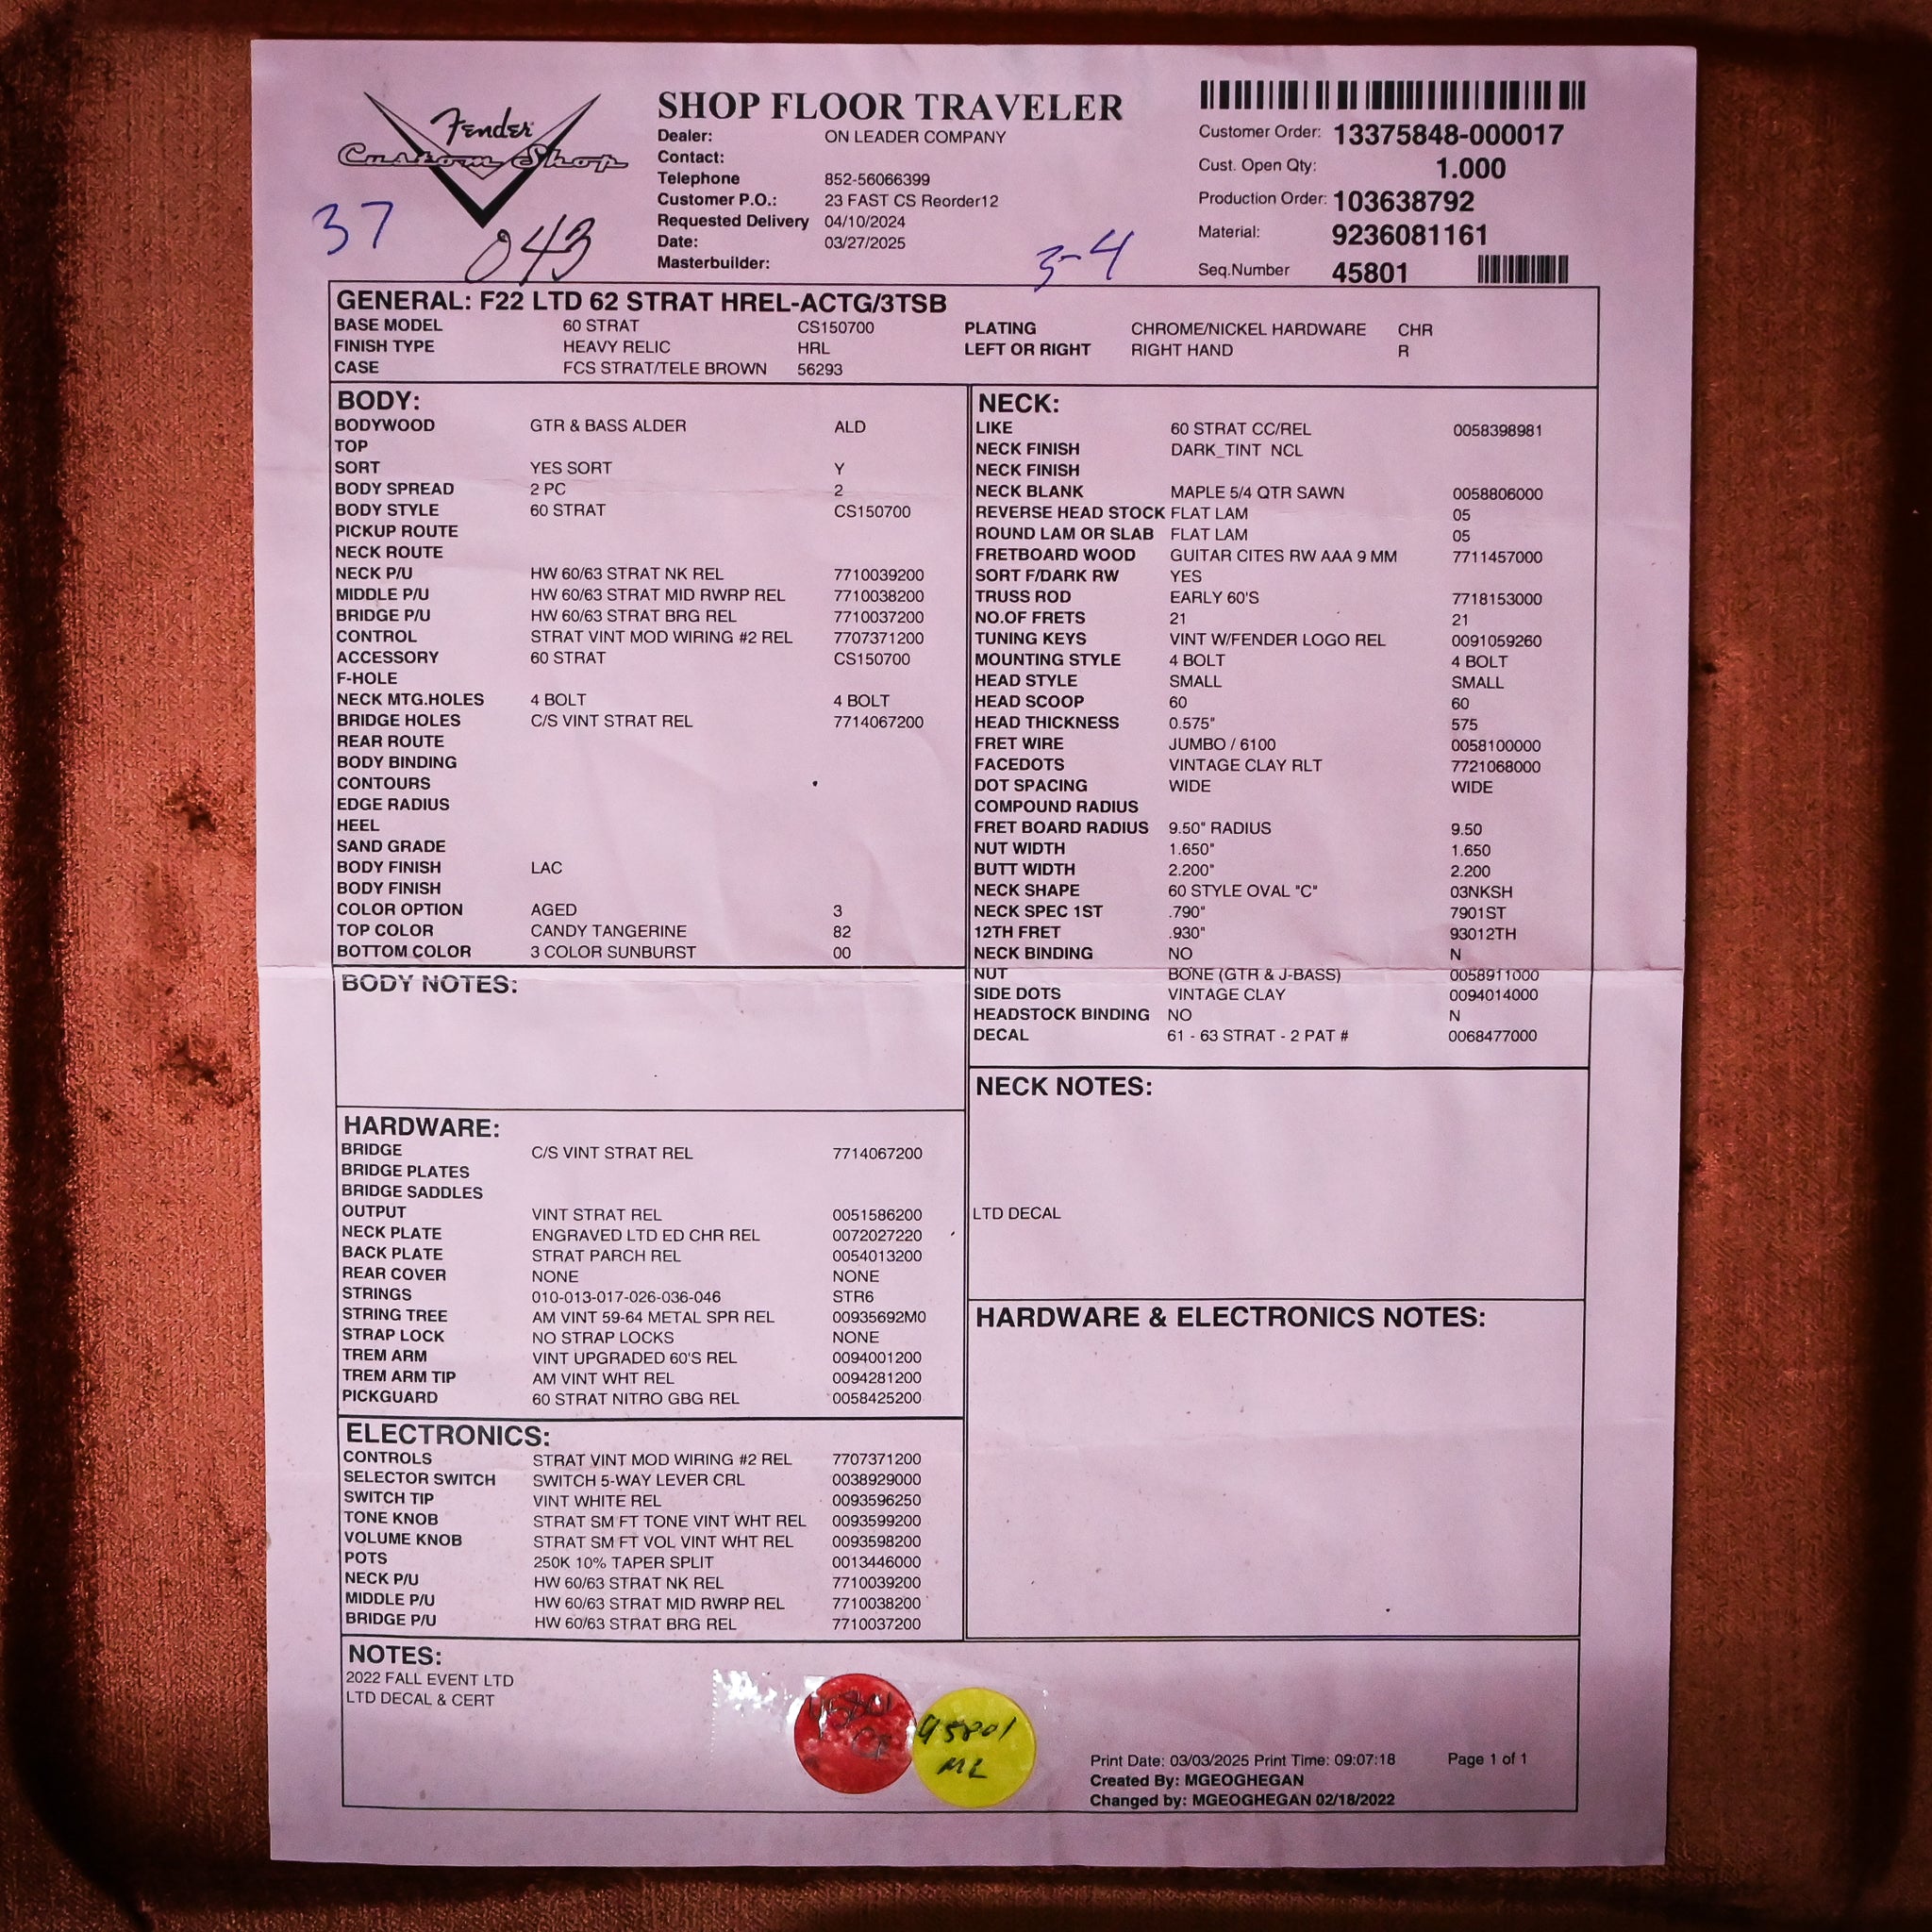 Fender
Custom Shop
SHOP FLOOR TRAVELER
Dealer: ON LEADER COMPANY
Contact:
Telephone 852-56066399
Customer P.O.: 23 FAST CS Reorder12
Requested Delivery 04/10/2024
Date: 03/27/2025
Masterbuilder:
Customer Order: 13375848-000017
Cust. Open Qty: 1.000
Production Order: 103638792
Material: 9236081161
Seq.Number 45801
37
043
3-4
GENERAL: F22 LTD 62 STRAT HREL-ACTG/3TSB
BASE MODEL 60 STRAT CS150700
FINISH TYPE HEAVY RELIC HRL
CASE FCS STRAT/TELE BROWN 56293
PLATING CHROME/NICKEL HARDWARE CHR
LEFT OR RIGHT RIGHT HAND R
BODY:
BODYWOOD GTR & BASS ALDER ALD
TOP
SORT YES SORT Y
BODY SPREAD 2 PC 2
BODY STYLE 60 STRAT CS150700
PICKUP ROUTE
NECK ROUTE
NECK P/U HW 60/63 STRAT NK REL 7710039200
MIDDLE P/U HW 60/63 STRAT MID RWRP REL 7710038200
BRIDGE P/U HW 60/63 STRAT BRG REL 7710037200
CONTROL STRAT VINT MOD WIRING #2 REL 7707371200
ACCESSORY 60 STRAT CS150700
F-HOLE
NECK MTG.HOLES 4 BOLT 4 BOLT
BRIDGE HOLES C/S VINT STRAT REL 7714067200
REAR ROUTE
BODY BINDING
CONTOURS
EDGE RADIUS
HEEL
SAND GRADE
BODY FINISH LAC
BODY FINISH
COLOR OPTION AGED 3
TOP COLOR CANDY TANGERINE 82
BOTTOM COLOR 3 COLOR SUNBURST 00
BODY NOTES:
HARDWARE:
BRIDGE C/S VINT STRAT REL 7714067200
BRIDGE PLATES
BRIDGE SADDLES
OUTPUT VINT STRAT REL 0051586200
NECK PLATE ENGRAVED LTD ED CHR REL 0072027220
BACK PLATE STRAT PARCH REL 0054013200
REAR COVER NONE NONE
STRINGS 010-013-017-026-036-046 STR6
STRING TREE AM VINT 59-64 METAL SPR REL 00935692M0
STRAP LOCK NO STRAP LOCKS NONE
TREM ARM VINT UPGRADED 60'S REL 0094001200
TREM ARM TIP AM VINT WHT REL 0094281200
PICKGUARD 60 STRAT NITRO GBG REL 0058425200
ELECTRONICS:
CONTROLS STRAT VINT MOD WIRING #2 REL 7707371200
SELECTOR SWITCH SWITCH 5-WAY LEVER CRL 0038929000
SWITCH TIP VINT WHITE REL 0093596250
TONE KNOB STRAT SM FT TONE VINT WHT REL 0093599200
VOLUME KNOB STRAT SM FT VOL VINT WHT REL 0093598200
POTS 250K 10% TAPER SPLIT 0013446000
NECK P/U HW 60/63 STRAT NK REL 7710039200
MIDDLE P/U HW 60/63 STRAT MID RWRP REL 7710038200
BRIDGE P/U HW 60/63 STRAT BRG REL 7710037200
NECK:
LIKE 60 STRAT CC/REL 0058398981
NECK FINISH DARK_TINT NCL
NECK FINISH
NECK BLANK MAPLE 5/4 QTR SAWN 0058806000
REVERSE HEAD STOCK FLAT LAM 05
ROUND LAM OR SLAB FLAT LAM 05
FRETBOARD WOOD GUITAR CITES RW AAA 9 MM 7711457000
SORT F/DARK RW YES
TRUSS ROD EARLY 60'S 7718153000
NO.OF FRETS 21 21
TUNING KEYS VINT W/FENDER LOGO REL 0091059260
MOUNTING STYLE 4 BOLT 4 BOLT
HEAD STYLE SMALL SMALL
HEAD SCOOP 60 60
HEAD THICKNESS 0.575" 575
FRET WIRE JUMBO / 6100 0058100000
FACEDOTS VINTAGE CLAY RLT 7721068000
DOT SPACING WIDE WIDE
COMPOUND RADIUS
FRET BOARD RADIUS 9.50" RADIUS 9.50
NUT WIDTH 1.650" 1.650
BUTT WIDTH 2.200" 2.200
NECK SHAPE 60 STYLE OVAL "C" 03NKSH
NECK SPEC 1ST .790" 7901ST
12TH FRET .930" 93012TH
NECK BINDING NO N
NUT BONE (GTR & J-BASS) 0058911000
SIDE DOTS VINTAGE CLAY 0094014000
HEADSTOCK BINDING NO N
DECAL 61 - 63 STRAT - 2 PAT # 0068477000
NECK NOTES:
LTD DECAL
HARDWARE & ELECTRONICS NOTES:
NOTES:
2022 FALL EVENT LTD
LTD DECAL & CERT
45801
ML
Print Date: 03/03/2025 Print Time: 09:07:18 Page 1 of 1
Created By: MGEOGHEGAN
Changed by: MGEOGHEGAN 02/18/2022